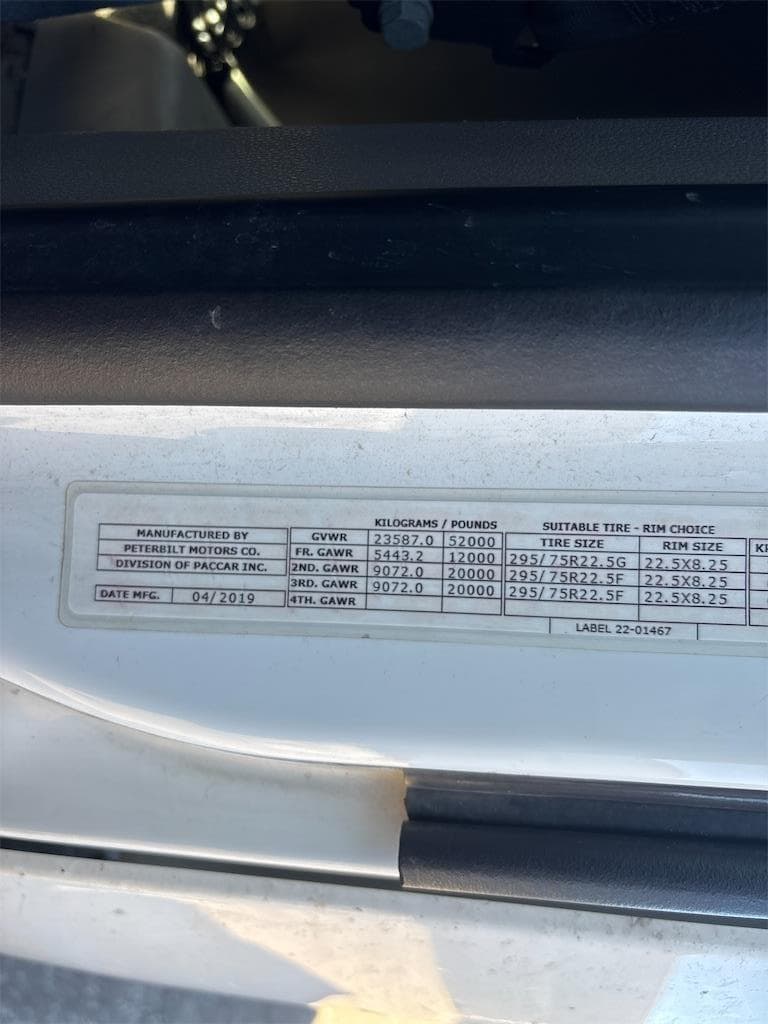 KILOGRAMS / POUNDS SUITABLE TIRE - RIM CHOICE
MANUFACTURED BY
PETERBILT MOTORS CO.
DIVISION OF PACCAR INC.
DATE MFG. 04/2019
GVWR 23587.0 52000 TIRE SIZE RIM SIZE
FR. GAWR 5443.2 12000 295/75R22.5G 22.5X8.25
2ND. GAWR 9072.0 20000 295/75R22.5F 22.5X8.25
3RD. GAWR 9072.0 20000 295/75R22.5F 22.5X8.25
4TH. GAWR
LABEL 22-01467